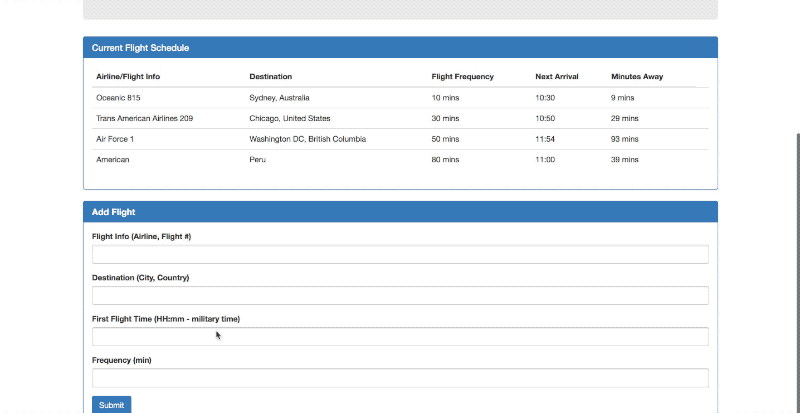 Current Flight Schedule
Airline/Flight Info Destination Flight Frequency Next Arrival Minutes Away
Oceanic 815 Sydney, Australia 10 mins 10:30 9 mins
Trans American Airlines 209 Chicago, United States 30 mins 10:50 29 mins
Air Force 1 Washington DC, British Columbia 50 mins 11:54 93 mins
American Peru 80 mins 11:00 39 mins
Add Flight
Flight Info (Airline, Flight #)
Destination (City, Country)
First Flight Time (HH:mm - military time)
Frequency (min)
Submit